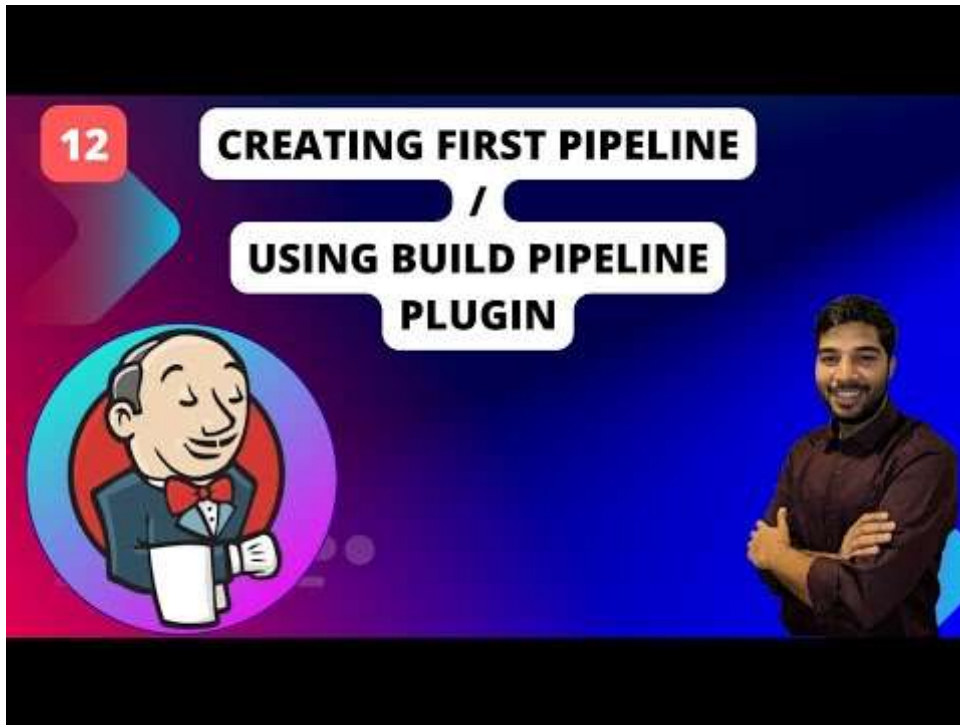 12
CREATING FIRST PIPELINE
/
USING BUILD PIPELINE
PLUGIN